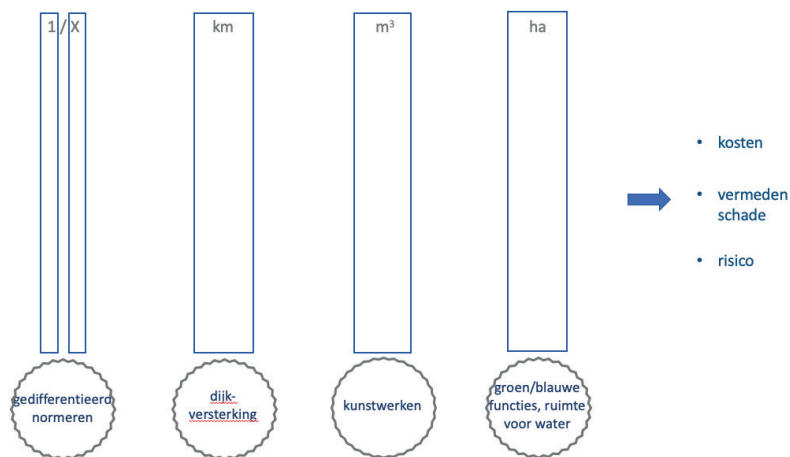 1 / X
km
m³
ha
• kosten
• vermeden
schade
• risico
gedifferentieerd
normeren
dijk-
versterking
kunstwerken
groen/blauwe
functies, ruimte
voor water